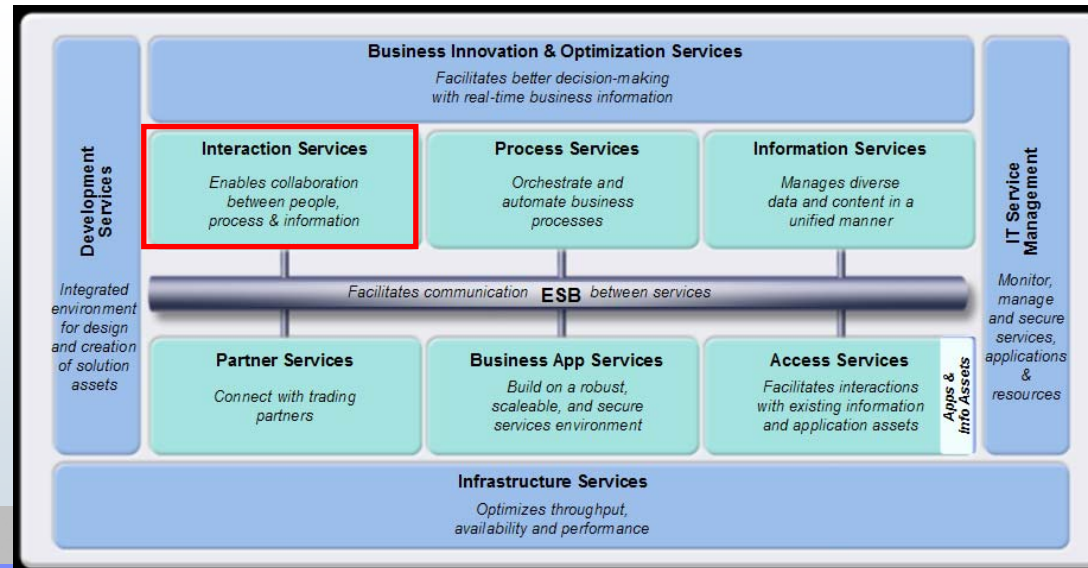 Business Innovation & Optimization Services
Facilitates better decision-making
with real-time business information
Development
Services
Integrated
environment
for design
and creation
of solution
assets
Interaction Services
Enables collaboration
between people,
process & information
Process Services
Orchestrate and
automate business
processes
Information Services
Manages diverse
data and content in a
unified manner
IT Service
Management
Monitor,
manage
and secure
services,
applications
&
resources
Facilitates communication ESB between services
Partner Services
Connect with trading
partners
Business App Services
Build on a robust,
scaleable, and secure
services environment
Access Services
Facilitates interactions
with existing information
and application assets
Apps &
Info Assets
Infrastructure Services
Optimizes throughput,
availability and performance